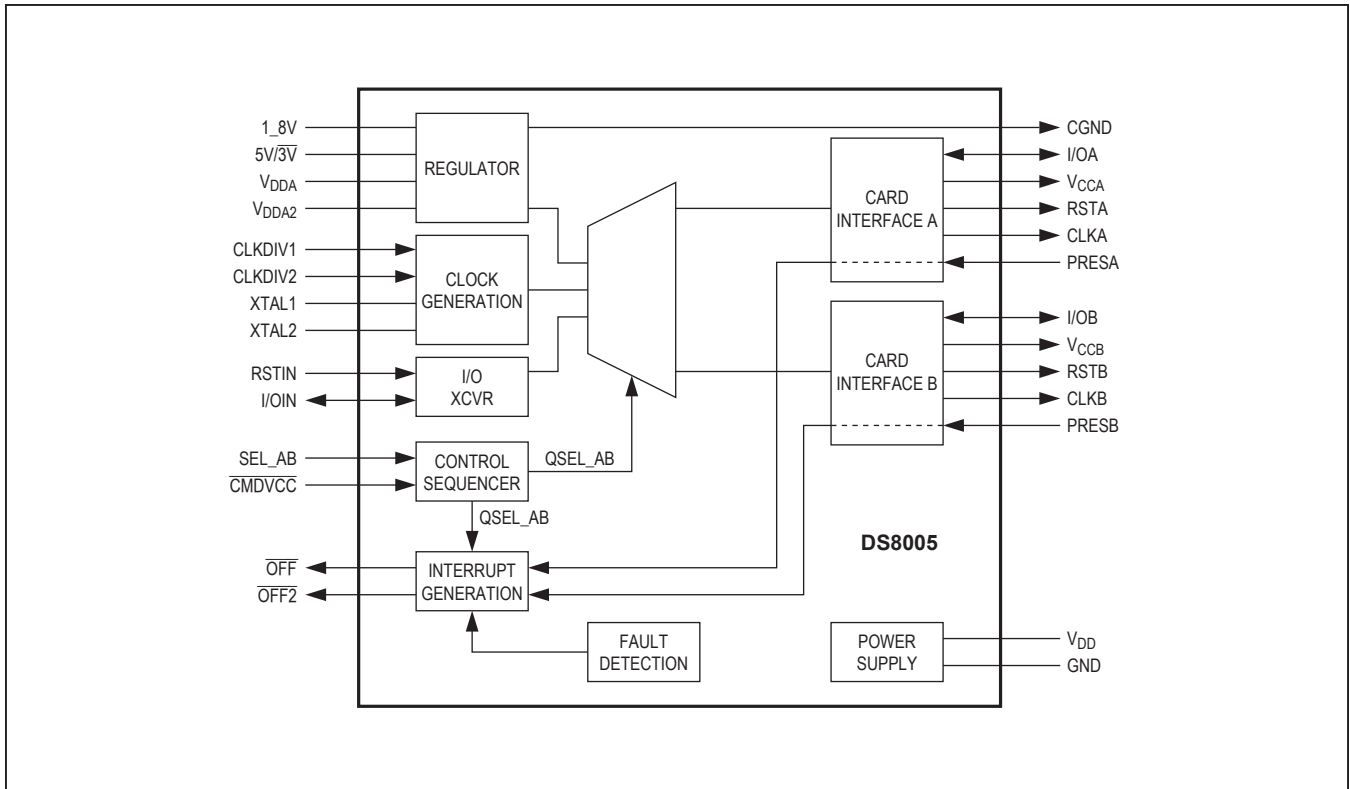 1_8V
5V/3V
VDDA
VDDA2
CLKDIV1
CLKDIV2
XTAL1
XTAL2
RSTIN
I/OIN
SEL_AB
CMDVCC
OFF
OFF2
REGULATOR
CLOCK
GENERATION
I/O
XCVR
CONTROL
SEQUENCER
QSEL_AB
QSEL_AB
INTERRUPT
GENERATION
FAULT
DETECTION
CARD
INTERFACE A
CARD
INTERFACE B
DS8005
POWER
SUPPLY
CGND
I/OA
VCCA
RSTA
CLKA
PRESA
I/OB
VCCB
RSTB
CLKB
PRESB
VDD
GND